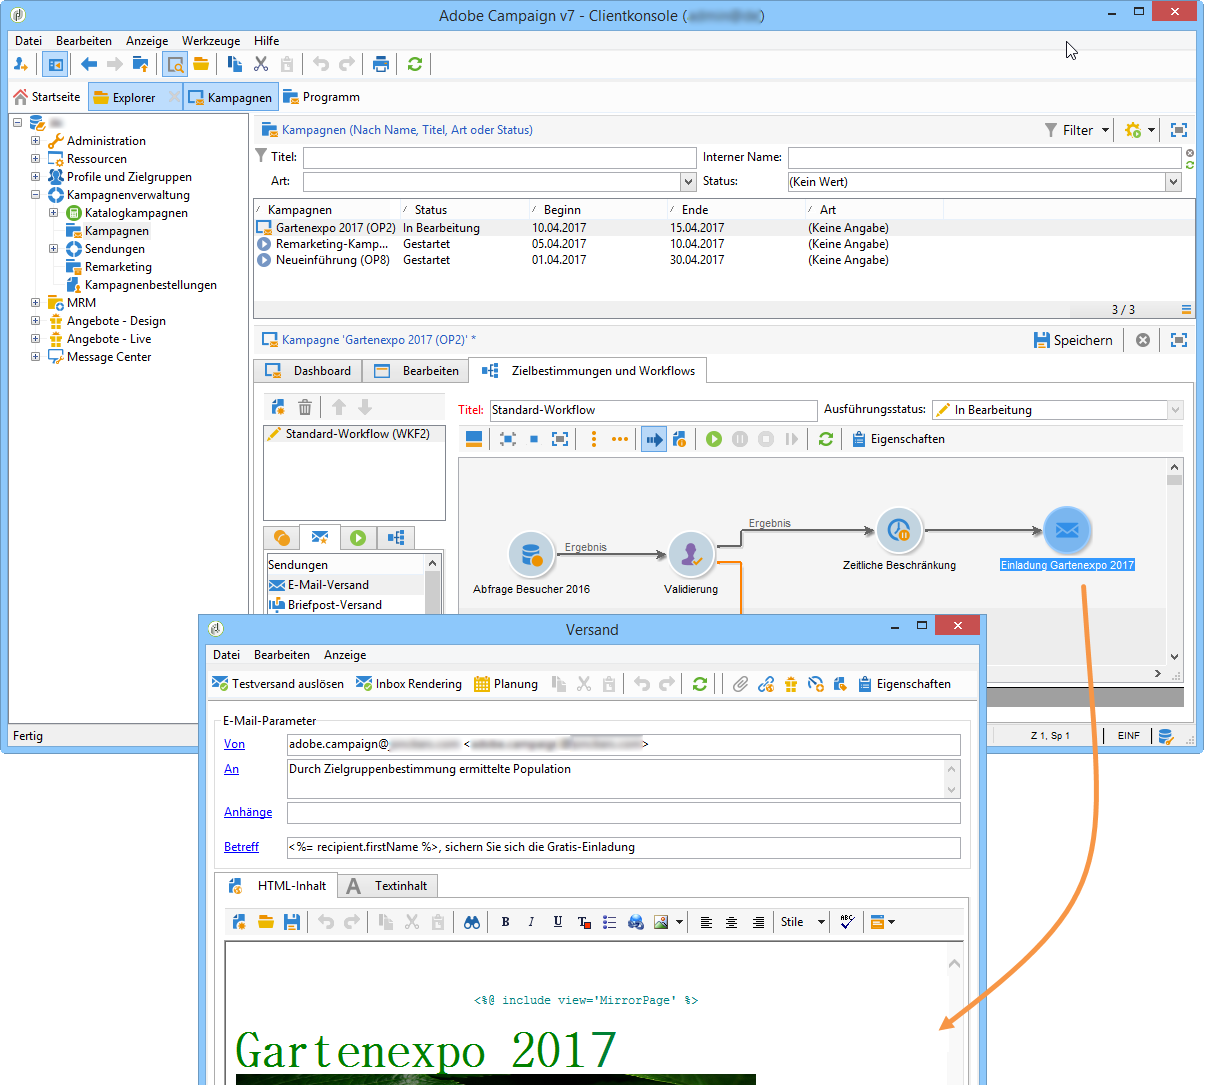 Adobe Campaign v7 - Clientkonsole (
Datei Bearbeiten Anzeige Werkzeuge Hilfe
Startseite Explorer Kampagnen Programm
Administration
Ressourcen
Profile und Zielgruppen
Kampagnenverwaltung
Katalogkampagnen
Kampagnen
Sendungen
Remarketing
Kampagnenbestellungen
MRM
Angebote - Design
Angebote - Live
Message Center
Kampagnen (Nach Name, Titel, Art oder Status) Filter
Titel: Interner Name:
Art: Status: (Kein Wert)
Kampagnen Status Beginn Ende Art
Gartenexpo 2017 (OP2) In Bearbeitung 10.04.2017 15.04.2017 (Keine Angabe)
Remarketing-Kamp... Gestartet 05.04.2017 10.04.2017 (Keine Angabe)
Neueinführung (OP8) Gestartet 01.04.2017 30.04.2017 (Keine Angabe)
3 / 3
Kampagne 'Gartenexpo 2017 (OP2)' * Speichern
Dashboard Bearbeiten Zielbestimmungen und Workflows
Titel: Standard-Workflow Ausführungsstatus: In Bearbeitung
Standard-Workflow (WKF2)
Eigenschaften
Ergebnis
Ergebnis
Zeitliche Beschränkung
Einladung Gartenexpo 2017
Abfrage Besucher 2016
Validierung
Sendungen
E-Mail-Versand
Briefpost-Versand
Fertig
Z 1, Sp 1 EINF
Versand
Datei Bearbeiten Anzeige
Testversand auslösen Inbox Rendering Planung Eigenschaften
E-Mail-Parameter
Von adobe.campaign@ < >
An Durch Zielgruppenbestimmung ermittelte Population
Anhänge
Betreff <%= recipient.firstName %>, sichern Sie sich die Gratis-Einladung
HTML-Inhalt A Textinhalt
B I U T Stile ABC
<%@ include view='MirrorPage' %>
Gartenexpo 2017